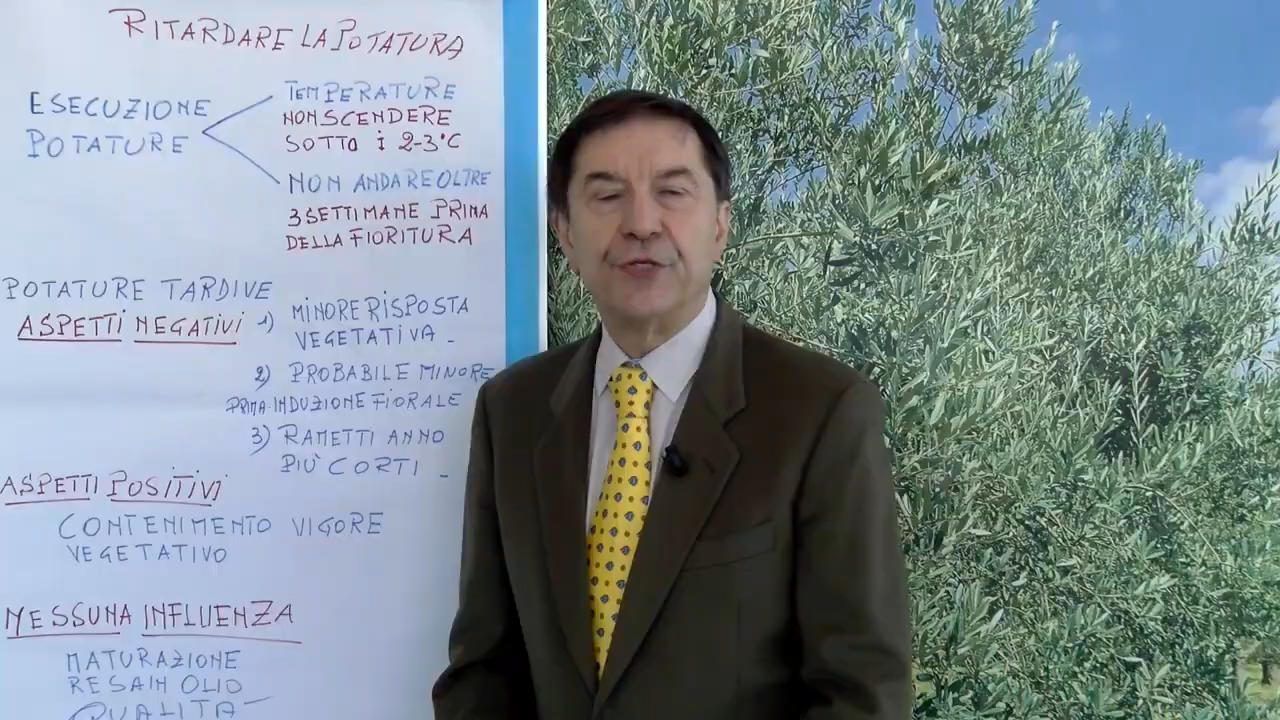 RITARDARE LA POTATURA
ESECUZIONE
POTATURE
TEMPERATURE
NON SCENDERE
SOTTO i 2-3°C
NON ANDARE OLTRE
3 SETTIMANE PRIMA
DELLA FIORITURA
POTATURE TARDIVE
ASPETTI NEGATIVI
1) MINORE RISPOSTA
VEGETATIVA -
2) PROBABILE MINORE
PRIMA INDUZIONE FIORALE
3) RAMETTI ANNO
PIÙ CORTI -
ASPETTI POSITIVI
CONTENIMENTO VIGORE
VEGETATIVO
NESSUNA INFLUENZA
MATURAZIONE
RESA IN OLIO
QUALITA